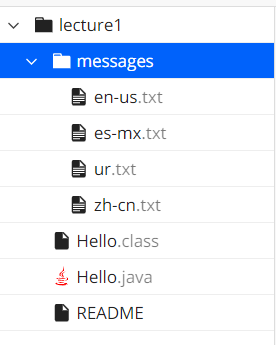 lecture1
messages
en-us.txt
es-mx.txt
ur.txt
zh-cn.txt
Hello.class
Hello.java
README